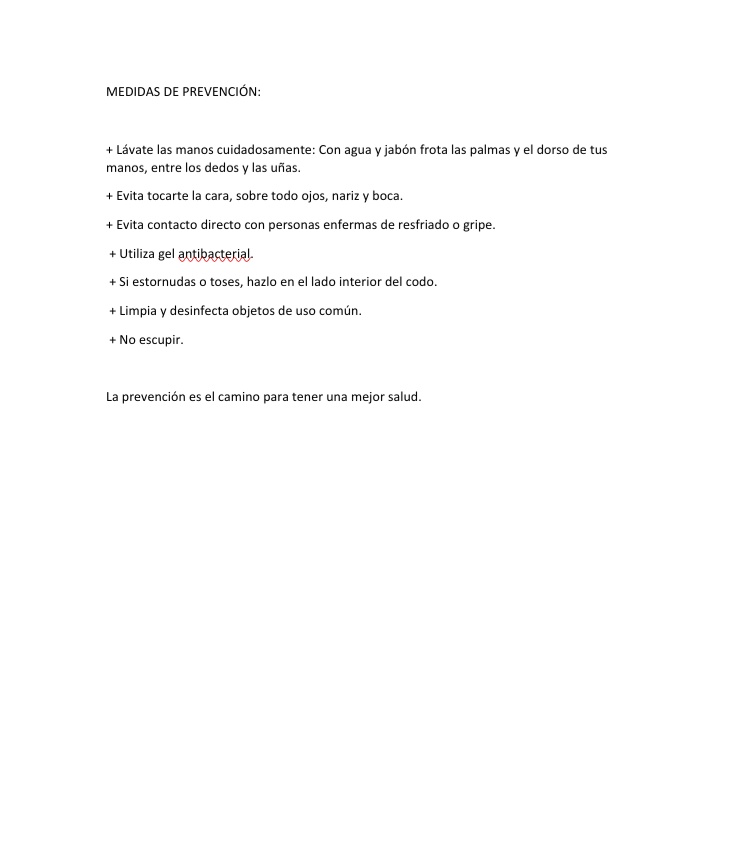 MEDIDAS DE PREVENCIÓN:
+ Lávate las manos cuidadosamente: Con agua y jabón frota las palmas y el dorso de tus
manos, entre los dedos y las uñas.
+ Evita tocarte la cara, sobre todo ojos, nariz y boca.
+ Evita contacto directo con personas enfermas de resfriado o gripe.
+ Utiliza gel antibacterial.
+ Si estornudas o toses, hazlo en el lado interior del codo.
+ Limpia y desinfecta objetos de uso común.
+ No escupir.
La prevención es el camino para tener una mejor salud.